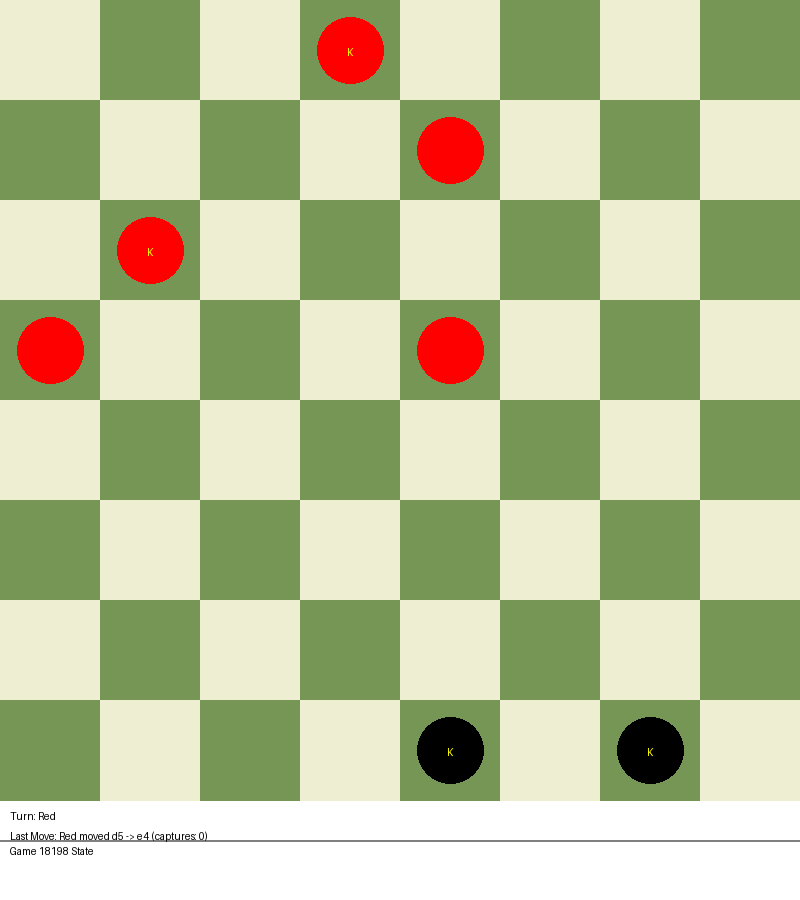 K
K
K K
Turn: Red
Last Move: Red moved d5 -> e4 (captures: 0)
Game 18198 State